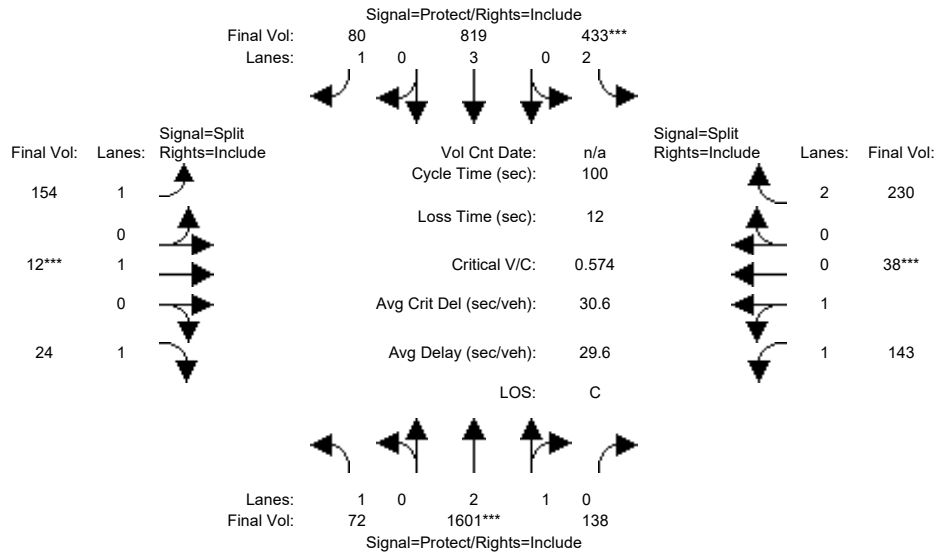 Signal=Protect/Rights=Include
Final Vol: 80 819 433***
Lanes: 1 0 3 0 2
Signal=Split
Final Vol: Lanes: Rights=Include
Vol Cnt Date: n/a
Signal=Split
Rights=Include Lanes: Final Vol:
Cycle Time (sec): 100
154 1
2 230
Loss Time (sec): 12
0
0
12*** 1
Critical V/C: 0.574
0 38***
0
Avg Crit Del (sec/veh): 30.6
1
24 1
Avg Delay (sec/veh): 29.6
1 143
LOS: C
Lanes: 1 0 2 1 0
Final Vol: 72 1601*** 138
Signal=Protect/Rights=Include